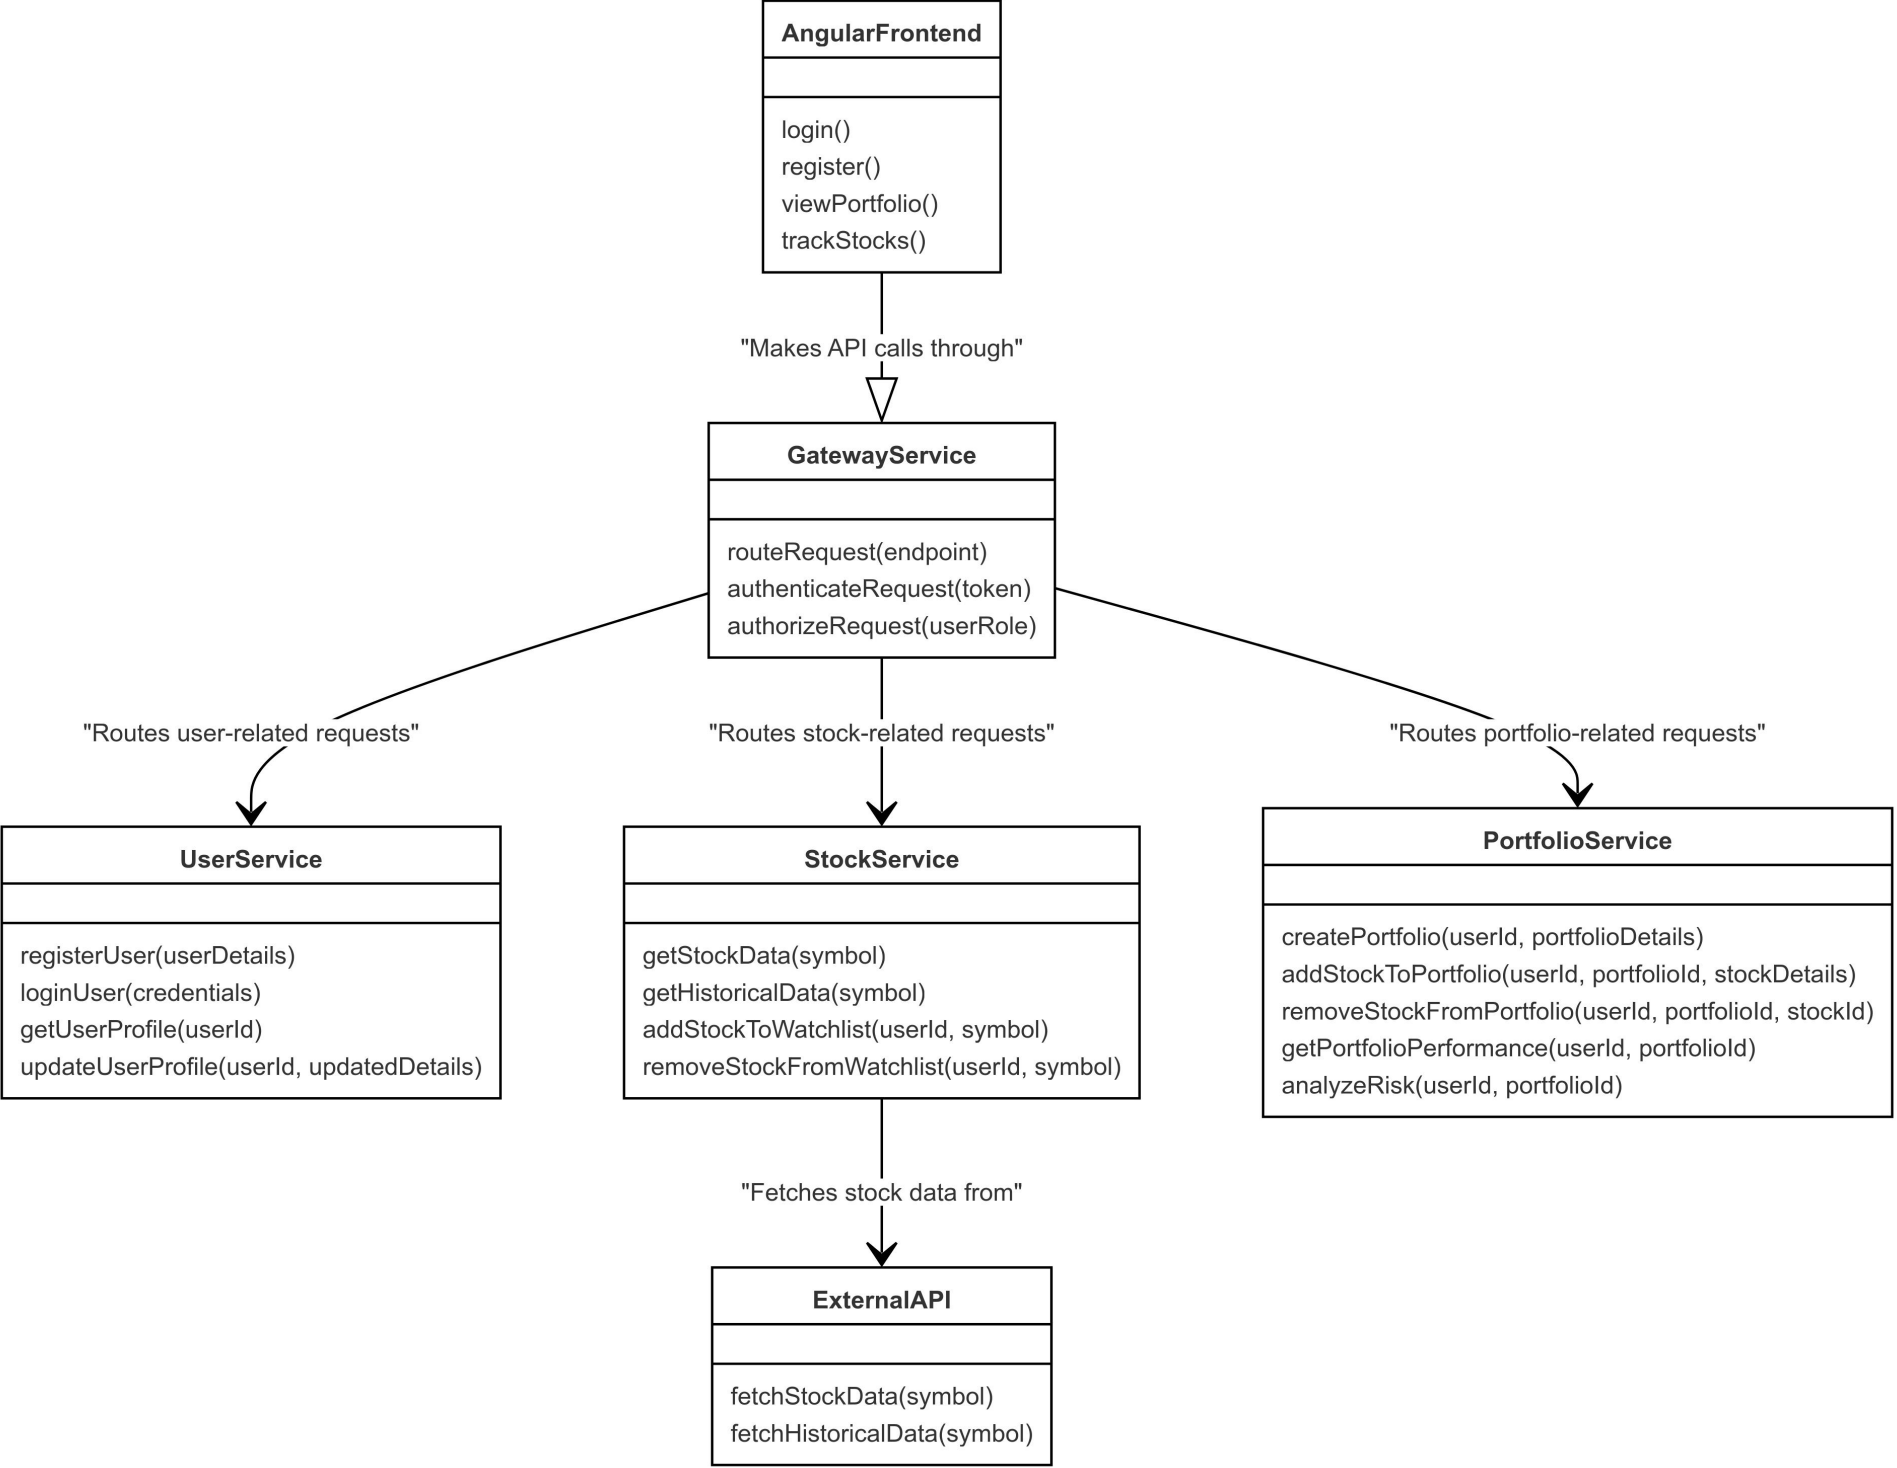 AngularFrontend
login()
register()
viewPortfolio()
trackStocks()
"Makes API calls through"
GatewayService
routeRequest(endpoint)
authenticateRequest(token)
authorizeRequest(userRole)
"Routes user-related requests"
"Routes stock-related requests"
"Routes portfolio-related requests"
UserService
registerUser(userDetails)
loginUser(credentials)
getUserProfile(userId)
updateUserProfile(userId, updatedDetails)
StockService
getStockData(symbol)
getHistoricalData(symbol)
addStockToWatchlist(userId, symbol)
removeStockFromWatchlist(userId, symbol)
PortfolioService
createPortfolio(userId, portfolioDetails)
addStockToPortfolio(userId, portfolioId, stockDetails)
removeStockFromPortfolio(userId, portfolioId, stockId)
getPortfolioPerformance(userId, portfolioId)
analyzeRisk(userId, portfolioId)
"Fetches stock data from"
ExternalAPI
fetchStockData(symbol)
fetchHistoricalData(symbol)